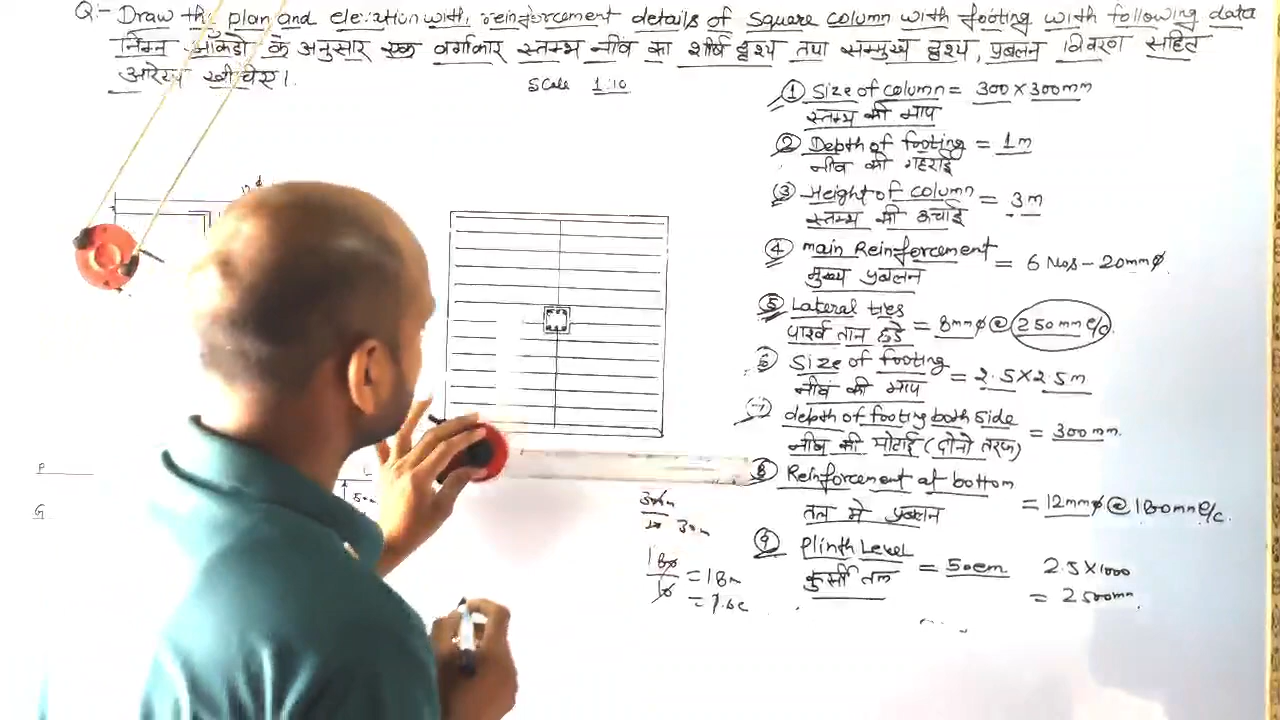 Q:- Draw the plan and elevation with reinforcement details of square column with footing with following data
निम्न आँकडो के अनुसार एक वर्गाकार स्तम्भ नींव का शीर्ष दृश्य तथा सम्मुख दृश्य, प्रबलन विवरण सहित
आरेख खींचिए।
Scale 1:10
① Size of column = 300 × 300mm
स्तम्भ की माप
② Depth of footing = 1m
नींव की गहराई
③ Height of column = 3m
स्तम्भ की ऊचाई
④ main Reinforcement = 6 Nos - 20mmϕ
मुख्य प्रबलन
⑤ Lateral ties = 8mmϕ @ 250mm c/c
पार्श्व तान छडे
⑥ Size of footing = 2.5×2.5m
नींव की माप
⑦ depth of footing both side = 300mm
नींव की मोटाई (दोनो तरफ)
⑧ Reinforcement at bottom = 12mmϕ @ 180mm c/c
तल मे प्रबलन
⑨ Plinth Level = 50cm
कुर्सी तल
2.5×1000
= 2500mm
P
G
L
= 18m